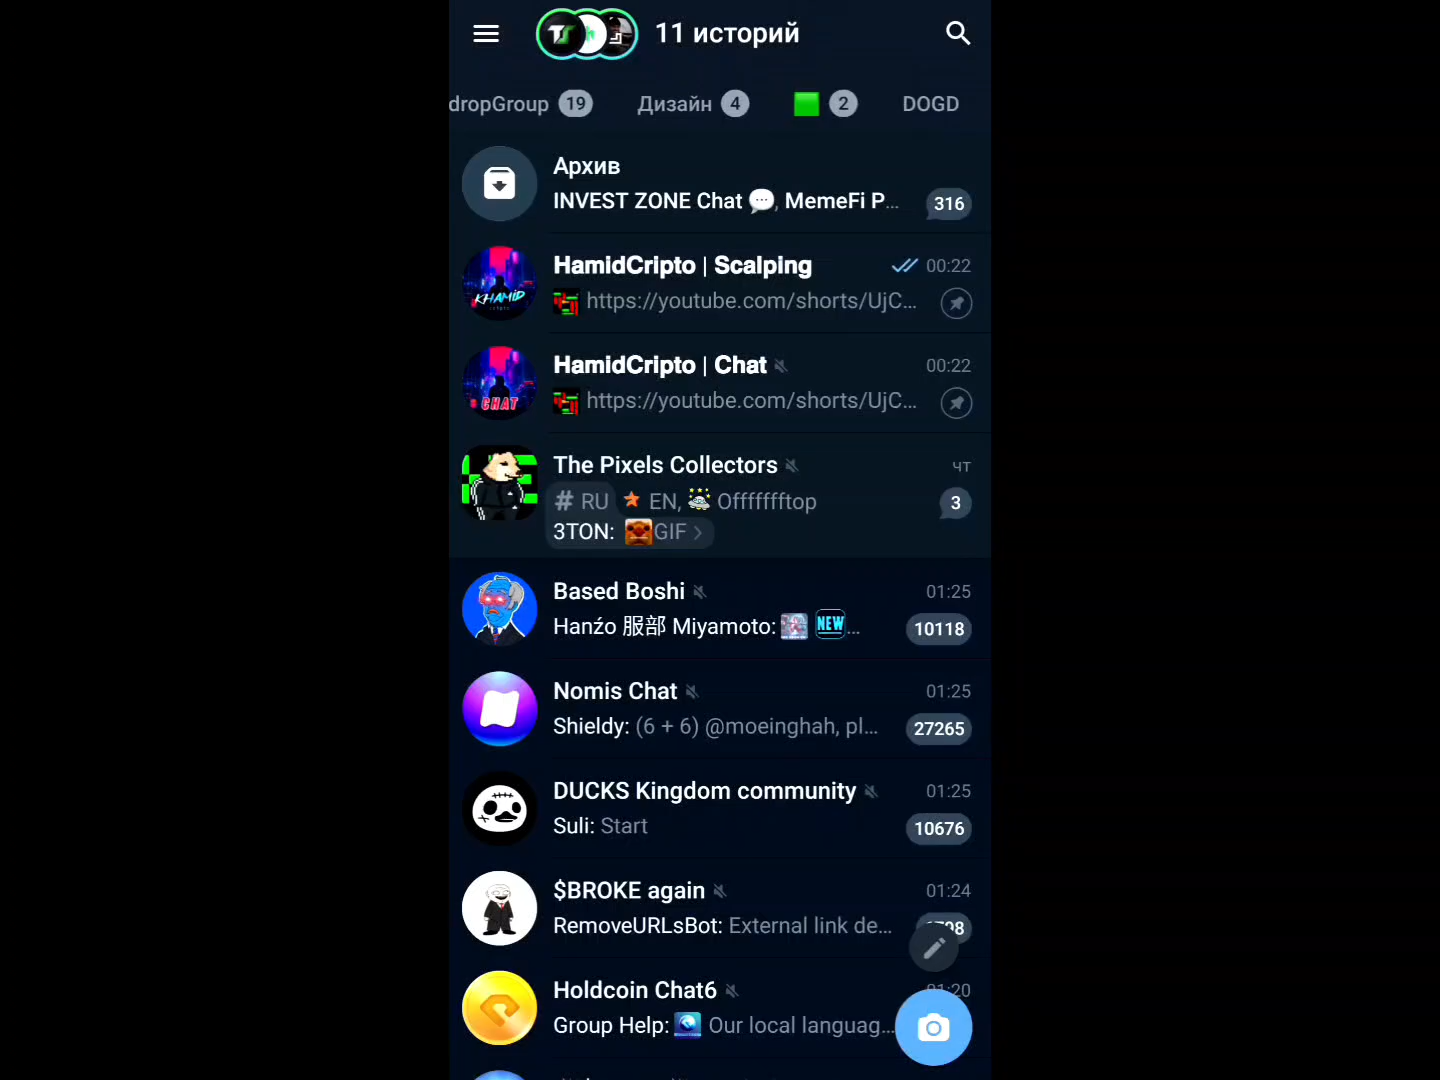 11 историй
dropGroup 19 Дизайн 4 2 DOGD
Архив
INVEST ZONE Chat 💬, MemeFi P… 316
HamidCripto | Scalping 00:22
https://youtube.com/shorts/UjC…
KHAMID
HamidCripto | Chat 00:22
https://youtube.com/shorts/UjC…
CHAT
The Pixels Collectors чт
# RU EN, Offfffftop 3
3TON: GIF
Based Boshi 01:25
Hanźo 服部 Miyamoto: NEW… 10118
Nomis Chat 01:25
Shieldy: (6 + 6) @moeinghah, pl… 27265
DUCKS Kingdom community 01:25
Suli: Start 10676
$BROKE again 01:24
RemoveURLsBot: External link de…
Holdcoin Chat6
Group Help: Our local languag…